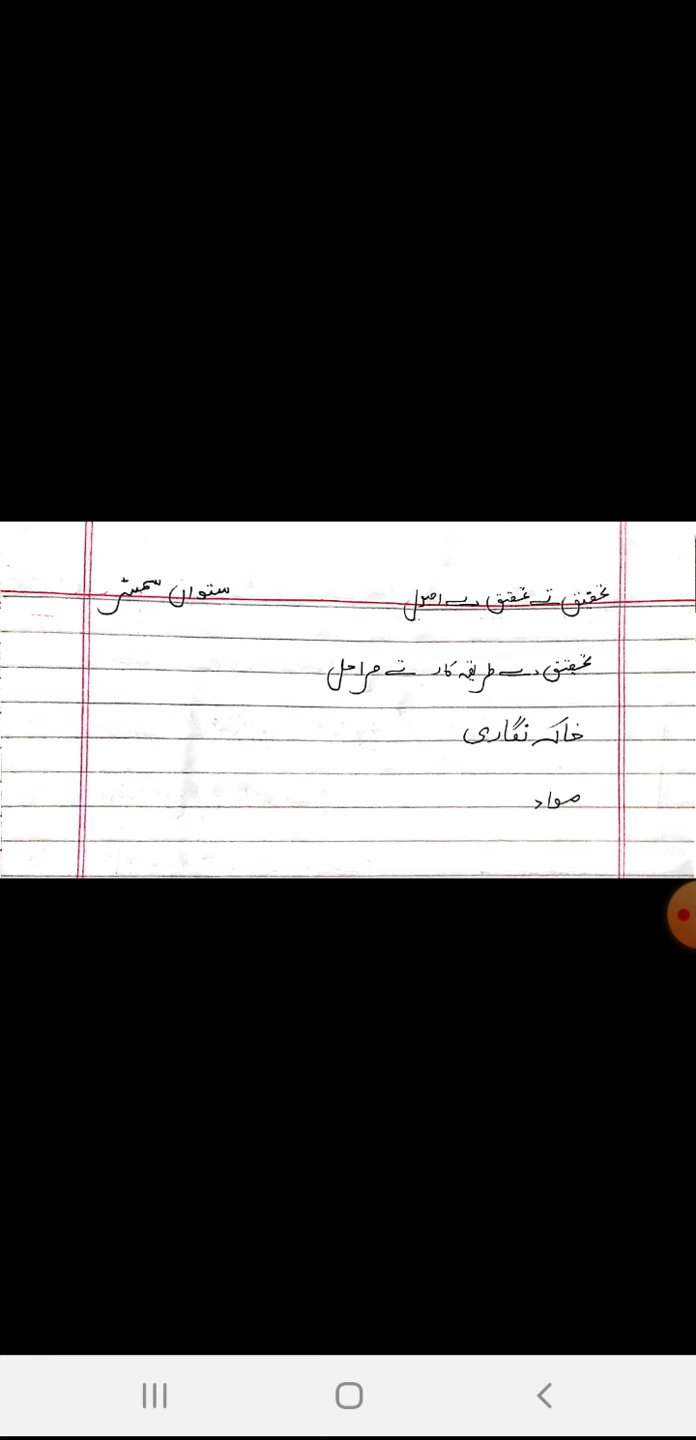 تحقیق تے تحقیق دے اصول ستواں سمسٹر
تحقیق دے طریقہ کار تے مراحل
خاکہ نگاری
مواد